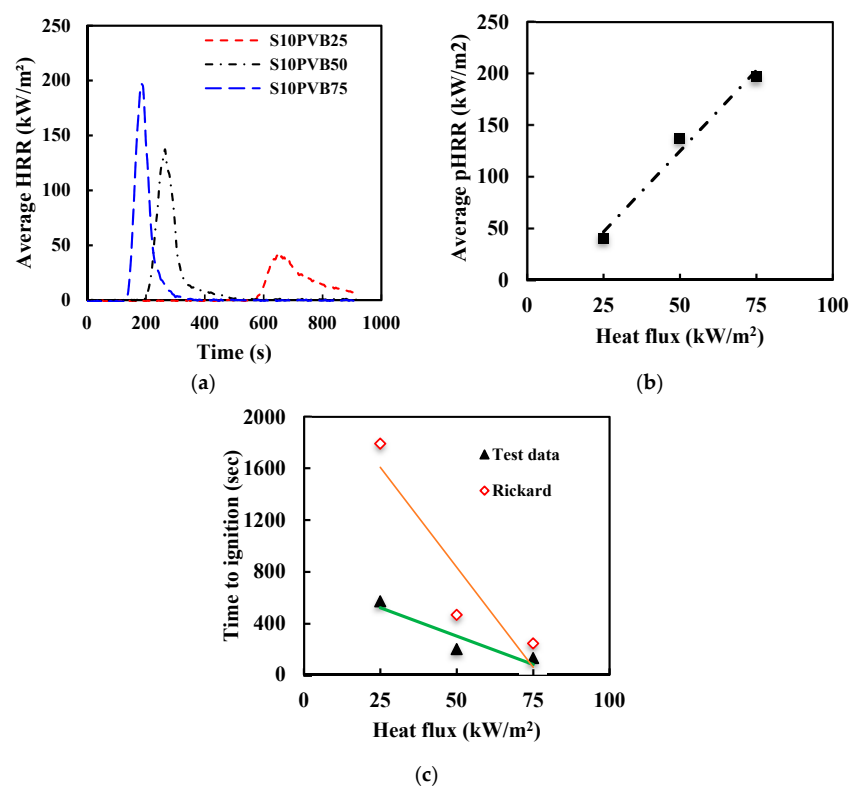 250
200
150
100
50
0
0 200 400 600 800 1000
Average HRR (kW/m²)
Time (s)
S10PVB25
S10PVB50
S10PVB75
(a)
250
200
150
100
50
0
0 25 50 75 100
Average pHRR (kW/m2)
Heat flux (kW/m²)
(b)
2000
1600
1200
800
400
0
0 25 50 75 100
Time to ignition (sec)
Heat flux (kW/m²)
Test data
Rickard
(c)